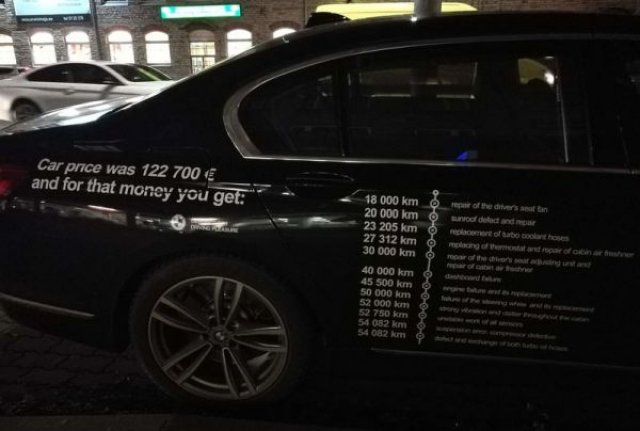 Car price was 122 700 €
and for that money you get:
DRIVING PLEASURE
18 000 km repair of the driver's seat fan
20 000 km sunroof defect and repair
23 205 km replacement of turbo coolant hoses
27 312 km replacing of thermostat and repair of cabin air freshner
30 000 km repair of the driver's seat adjusting unit and
repair of cabin air freshner
40 000 km dashboard failure
45 500 km engine failure and its replacement
50 000 km failure of the steering whee and its replacement
52 000 km strong vibration and clatter throughout the cabin
52 750 km unstable work of all sensors
54 082 km suspension error, compressor defective
54 082 km defect and exchange of both turbo oil hoses